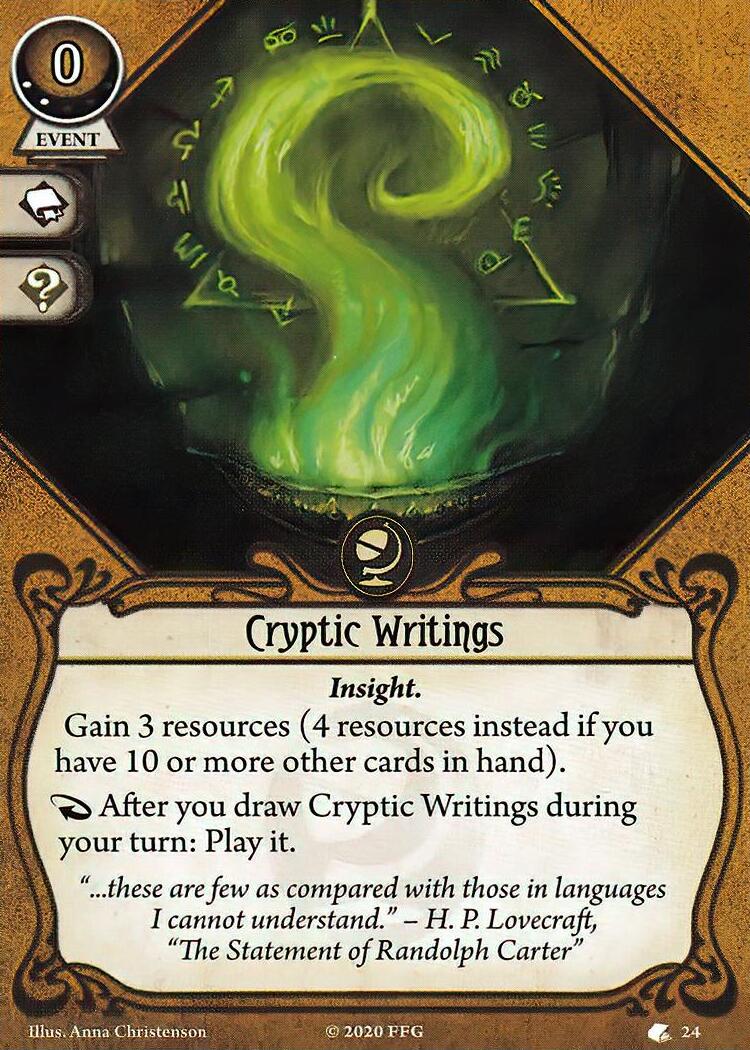 0
EVENT
?
Cryptic Writings
Insight.
Gain 3 resources (4 resources instead if you
have 10 or more other cards in hand).
After you draw Cryptic Writings during
your turn: Play it.
“...these are few as compared with those in languages
I cannot understand.” – H. P. Lovecraft,
“The Statement of Randolph Carter”
Illus. Anna Christenson
© 2020 FFG
24